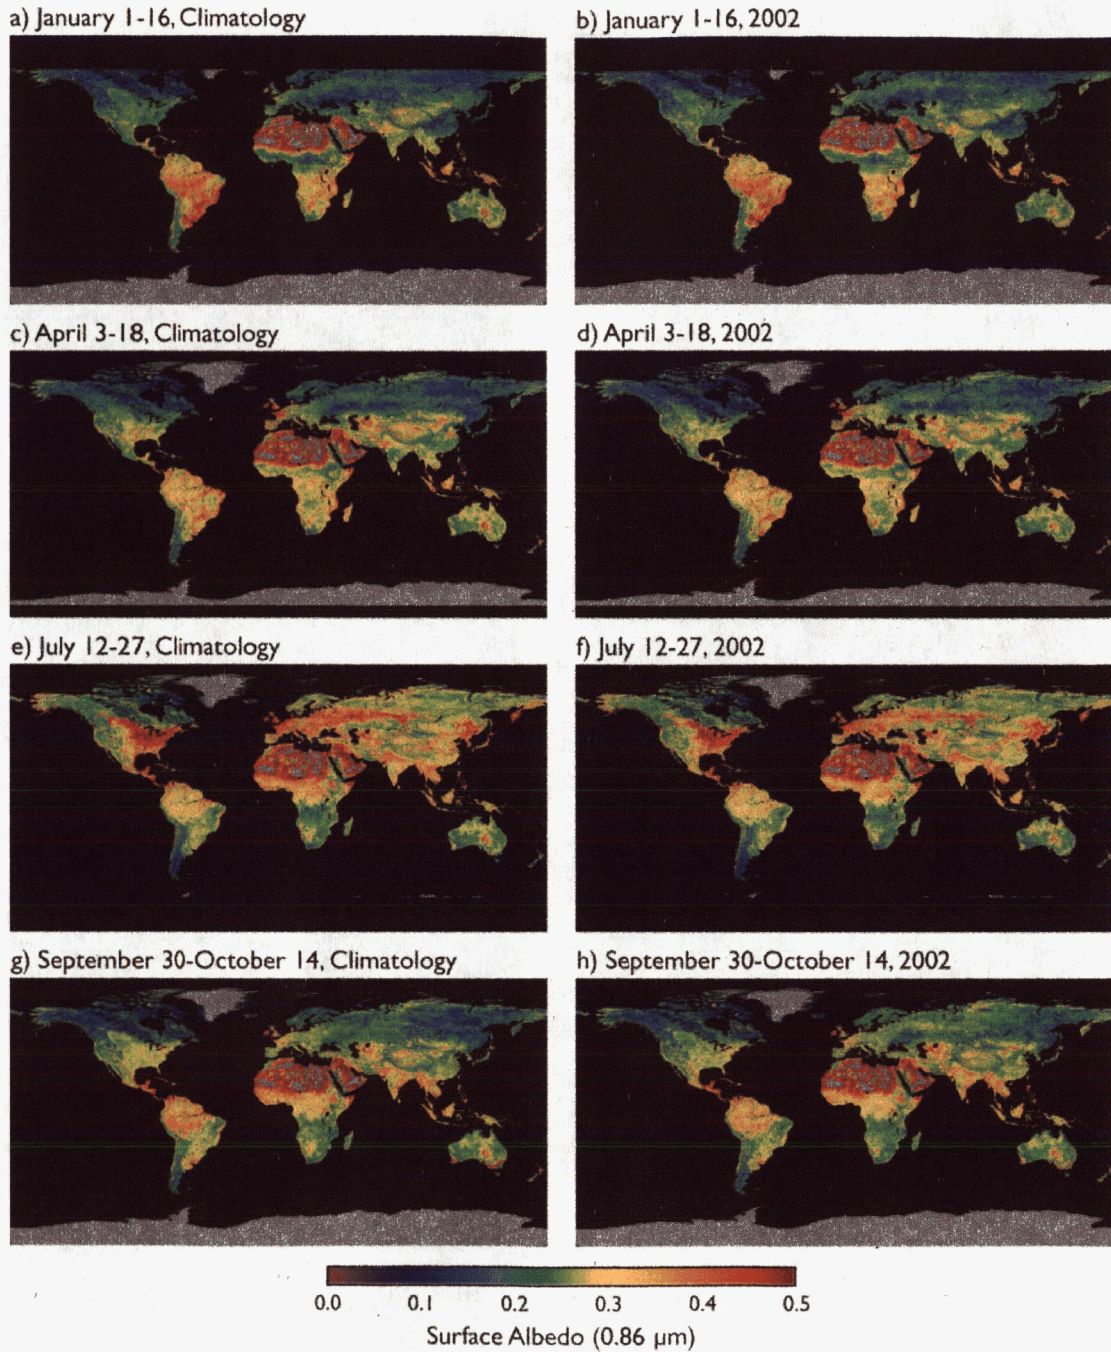 a) January 1-16, Climatology
b) January 1-16, 2002
c) April 3-18, Climatology
d) April 3-18, 2002
e) July 12-27, Climatology
f) July 12-27, 2002
g) September 30-October 14, Climatology
h) September 30-October 14, 2002
0.0 0.1 0.2 0.3 0.4 0.5
Surface Albedo (0.86 µm)